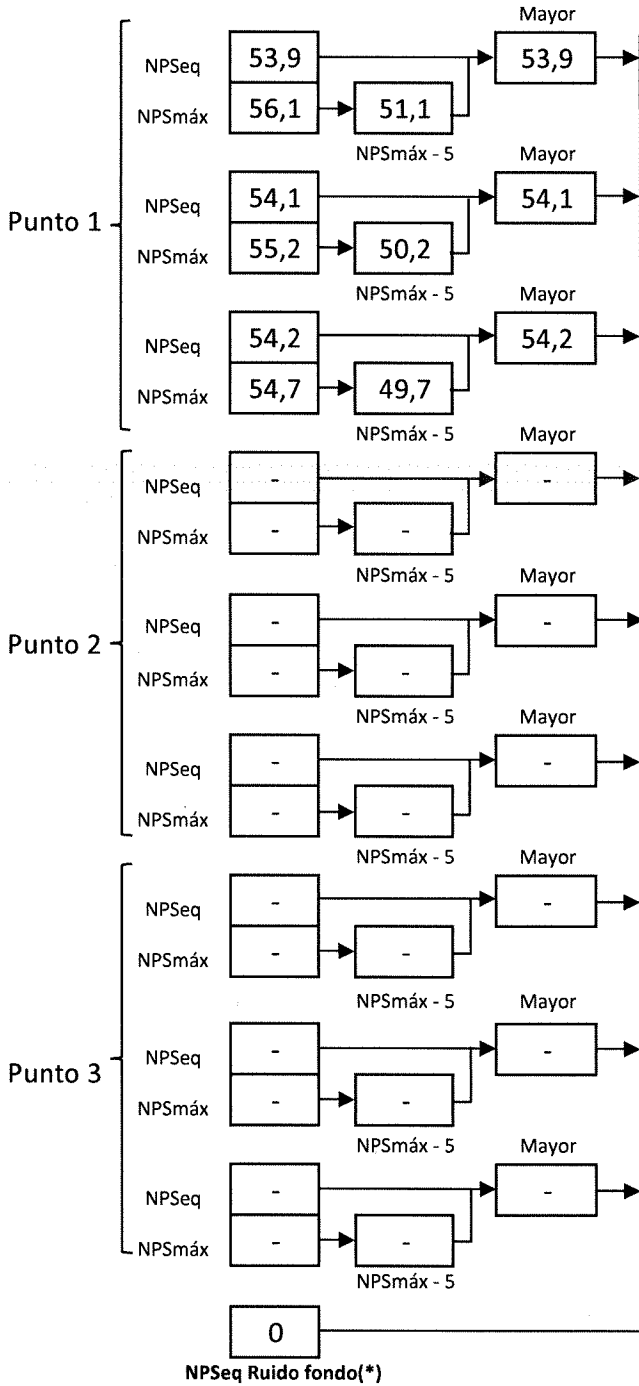 Mayor
NPSeq 53,9 53,9
NPSmáx 56,1 51,1
NPSmáx - 5
Mayor
NPSeq 54,1 54,1
Punto 1
NPSmáx 55,2 50,2
NPSmáx - 5
Mayor
NPSeq 54,2 54,2
NPSmáx 54,7 49,7
NPSmáx - 5
Mayor
NPSeq - -
NPSmáx - -
NPSmáx - 5
Mayor
NPSeq - -
Punto 2
NPSmáx - -
NPSmáx - 5
Mayor
NPSeq - -
NPSmáx - -
NPSmáx - 5
Mayor
NPSeq - -
NPSmáx - -
NPSmáx - 5
Mayor
NPSeq - -
Punto 3
NPSmáx - -
NPSmáx - 5
Mayor
NPSeq - -
NPSmáx - -
NPSmáx - 5
0
NPSeq Ruido fondo(*)